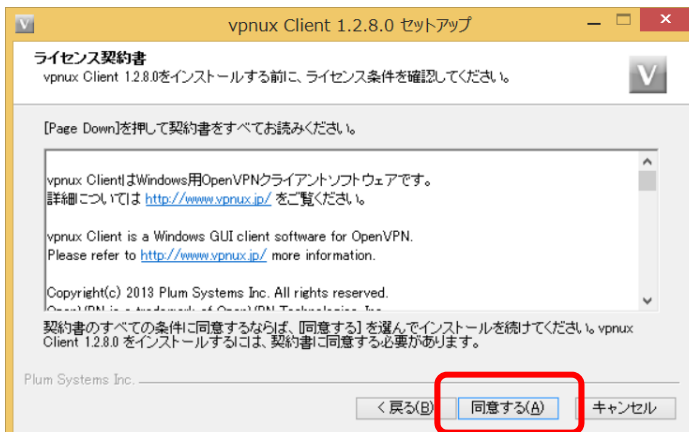 V
vpnux Client 1.2.8.0 セットアップ
ライセンス契約書
vpnux Client 1.2.8.0をインストールする前に、ライセンス条件を確認してください。
V
[Page Down]を押して契約書をすべてお読みください。
vpnux ClientはWindows用OpenVPNクライアントソフトウェアです。
詳細については http://www.vpnux.jp/ をご覧ください。
vpnux Client is a Windows GUI client software for OpenVPN.
Please refer to http://www.vpnux.jp/ more information.
Copyright(c) 2013 Plum Systems Inc. All rights reserved.
OpenVPN is a trademark of OpenVPN Technologies, Inc.
契約書のすべての条件に同意するならば、[同意する] を選んでインストールを続けてください。vpnux
Client 1.2.8.0 をインストールするには、契約書に同意する必要があります。
Plum Systems Inc.
< 戻る(B)
同意する(A)
キャンセル